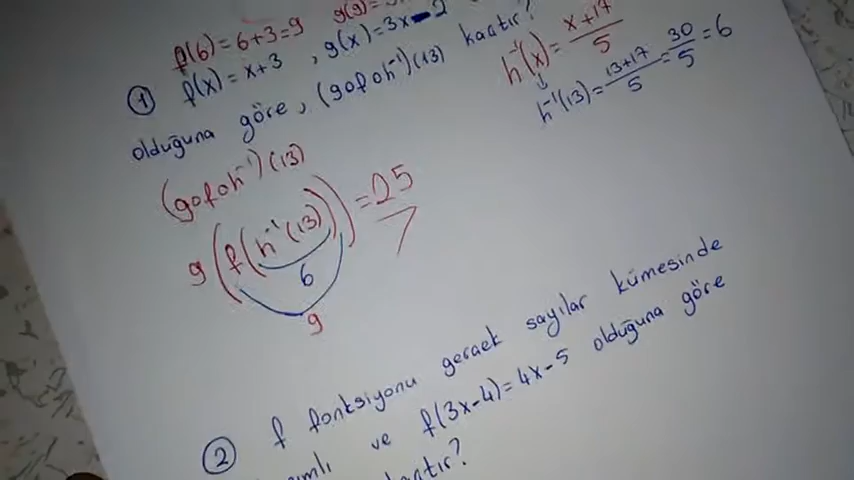 f(6)=6+3=9
① f(x)=x+3 , g(x)=3x-2
olduğuna göre, (gofoh⁻¹)(13) kaçtır?
h⁻¹(x)=x+17/5
h⁻¹(13)=13+17/5=30/5=6
(gofoh⁻¹)(13)
g(f(h⁻¹(13)))=25
6
9
② f fonksiyonu gerçek sayılar kümesinde
ve f(3x-4)=4x-5 olduğuna göre